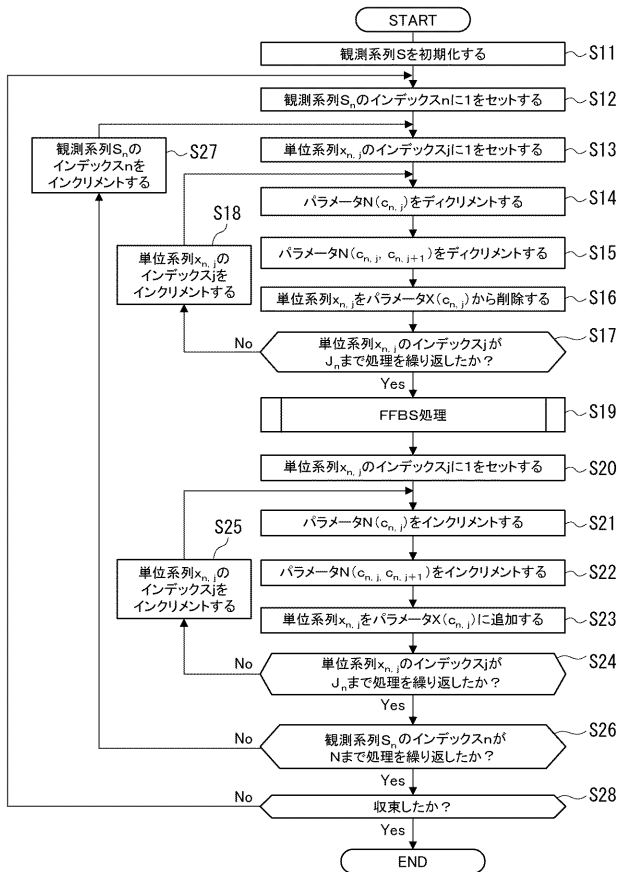 START
観測系列Sを初期化する
S11
観測系列Snのインデックスnに1をセットする
S12
観測系列Snの
インデックスnを
インクリメントする
S27
単位系列xn, jのインデックスjに1をセットする
S13
パラメータN(cn, j)をディクリメントする
S14
S18
単位系列xn, jの
インデックスjを
インクリメントする
パラメータN(cn, j, cn, j+1)をディクリメントする
S15
単位系列xn, jをパラメータX(cn, j)から削除する
S16
単位系列xn, jのインデックスjが
Jnまで処理を繰り返したか？
S17
No
Yes
FFBS処理
S19
単位系列xn, jのインデックスjに1をセットする
S20
パラメータN(cn, j)をインクリメントする
S21
S25
単位系列xn, jの
インデックスjを
インクリメントする
パラメータN(cn, j, cn, j+1)をインクリメントする
S22
単位系列xn, jをパラメータX(cn, j)に追加する
S23
単位系列xn, jのインデックスjが
Jnまで処理を繰り返したか？
S24
No
Yes
観測系列Snのインデックスnが
Nまで処理を繰り返したか？
S26
No
Yes
収束したか？
S28
No
Yes
END